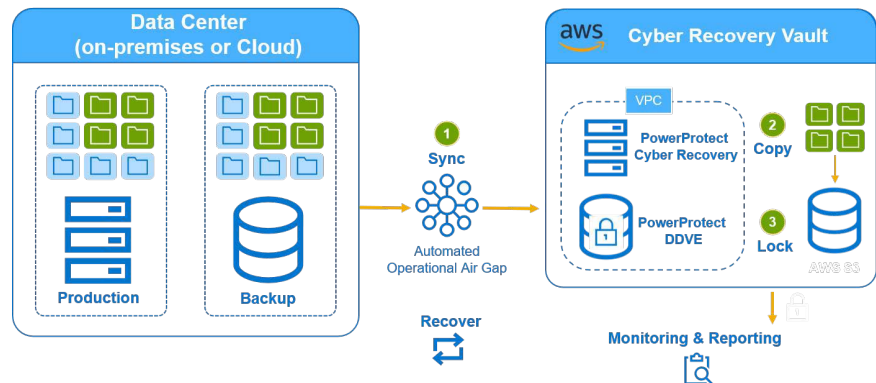 Data Center
(on-premises or Cloud)
Production
Backup
1
Sync
Automated
Operational Air Gap
Recover
aws
Cyber Recovery Vault
VPC
PowerProtect
Cyber Recovery
PowerProtect
DDVE
2
Copy
3
Lock
AWS S3
Monitoring & Reporting